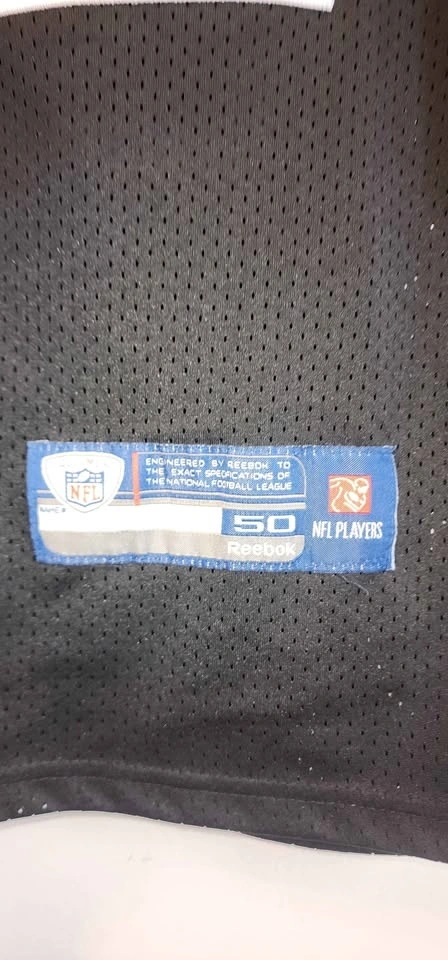 NFL
ENGINEERED BY REEBOK TO
THE EXACT SPECIFICATIONS OF
THE NATIONAL FOOTBALL LEAGUE
50
Reebok
NFL PLAYERS